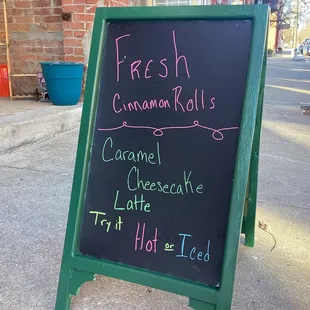 Fresh
Cinnamon Rolls
Caramel
Cheesecake
Latte
Try it
Hot or Iced